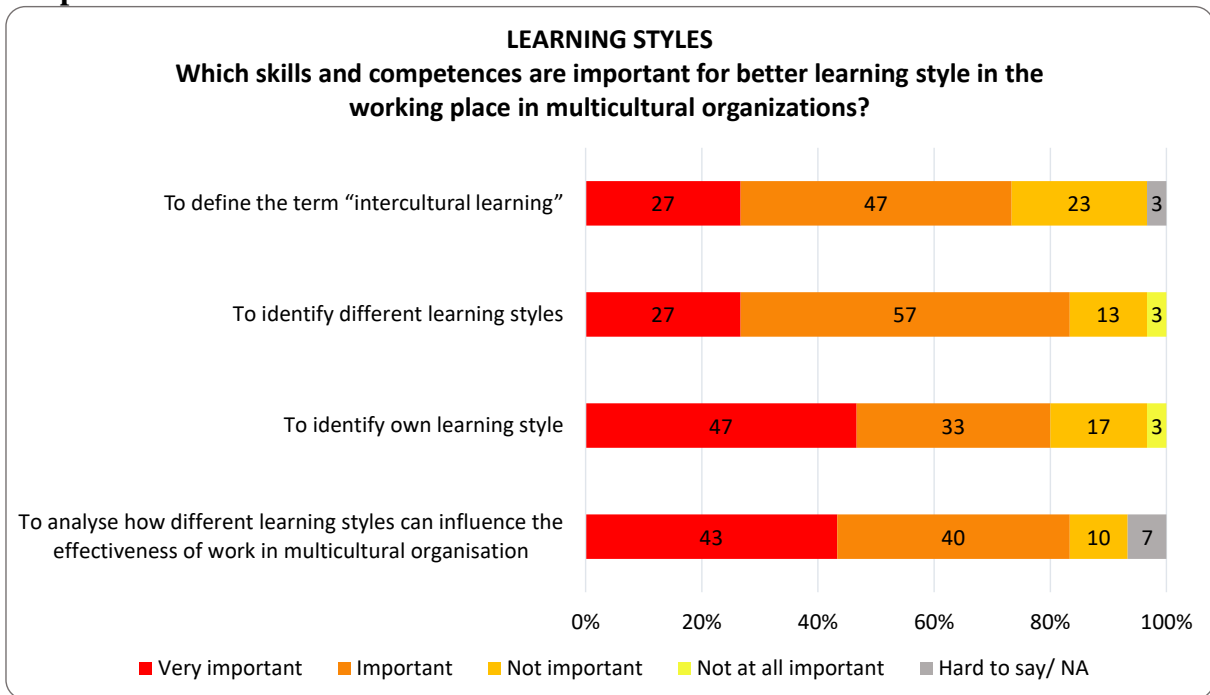 LEARNING STYLES
Which skills and competences are important for better learning style in the
working place in multicultural organizations?
To define the term “intercultural learning”
27 47 23 3
To identify different learning styles
27 57 13 3
To identify own learning style
47 33 17 3
To analyse how different learning styles can influence the
effectiveness of work in multicultural organisation
43 40 10 7
0% 20% 40% 60% 80% 100%
Very important Important Not important Not at all important Hard to say/ NA